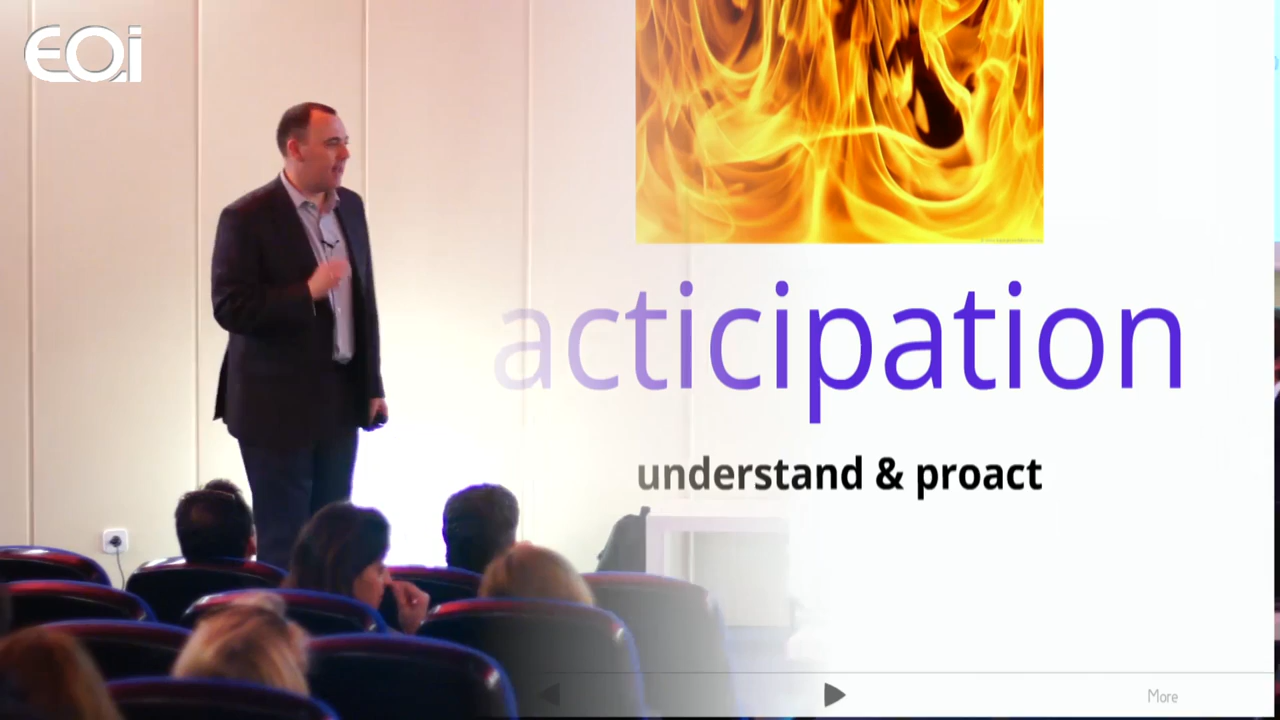 EOi
acticipation
understand & proact
More